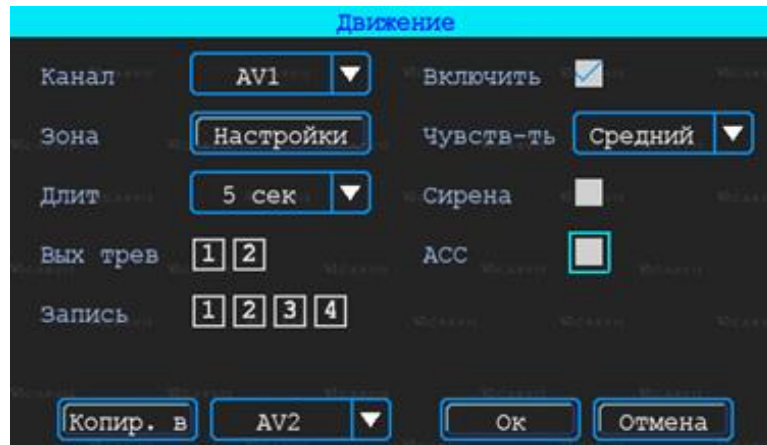 Движение
Канал AV1 Включить
Зона Настройки Чувств-ть Средний
Длит 5 сек Сирена
Вых трев 1 2 ACC
Запись 1 2 3 4
Копир. в AV2 Ок Отмена